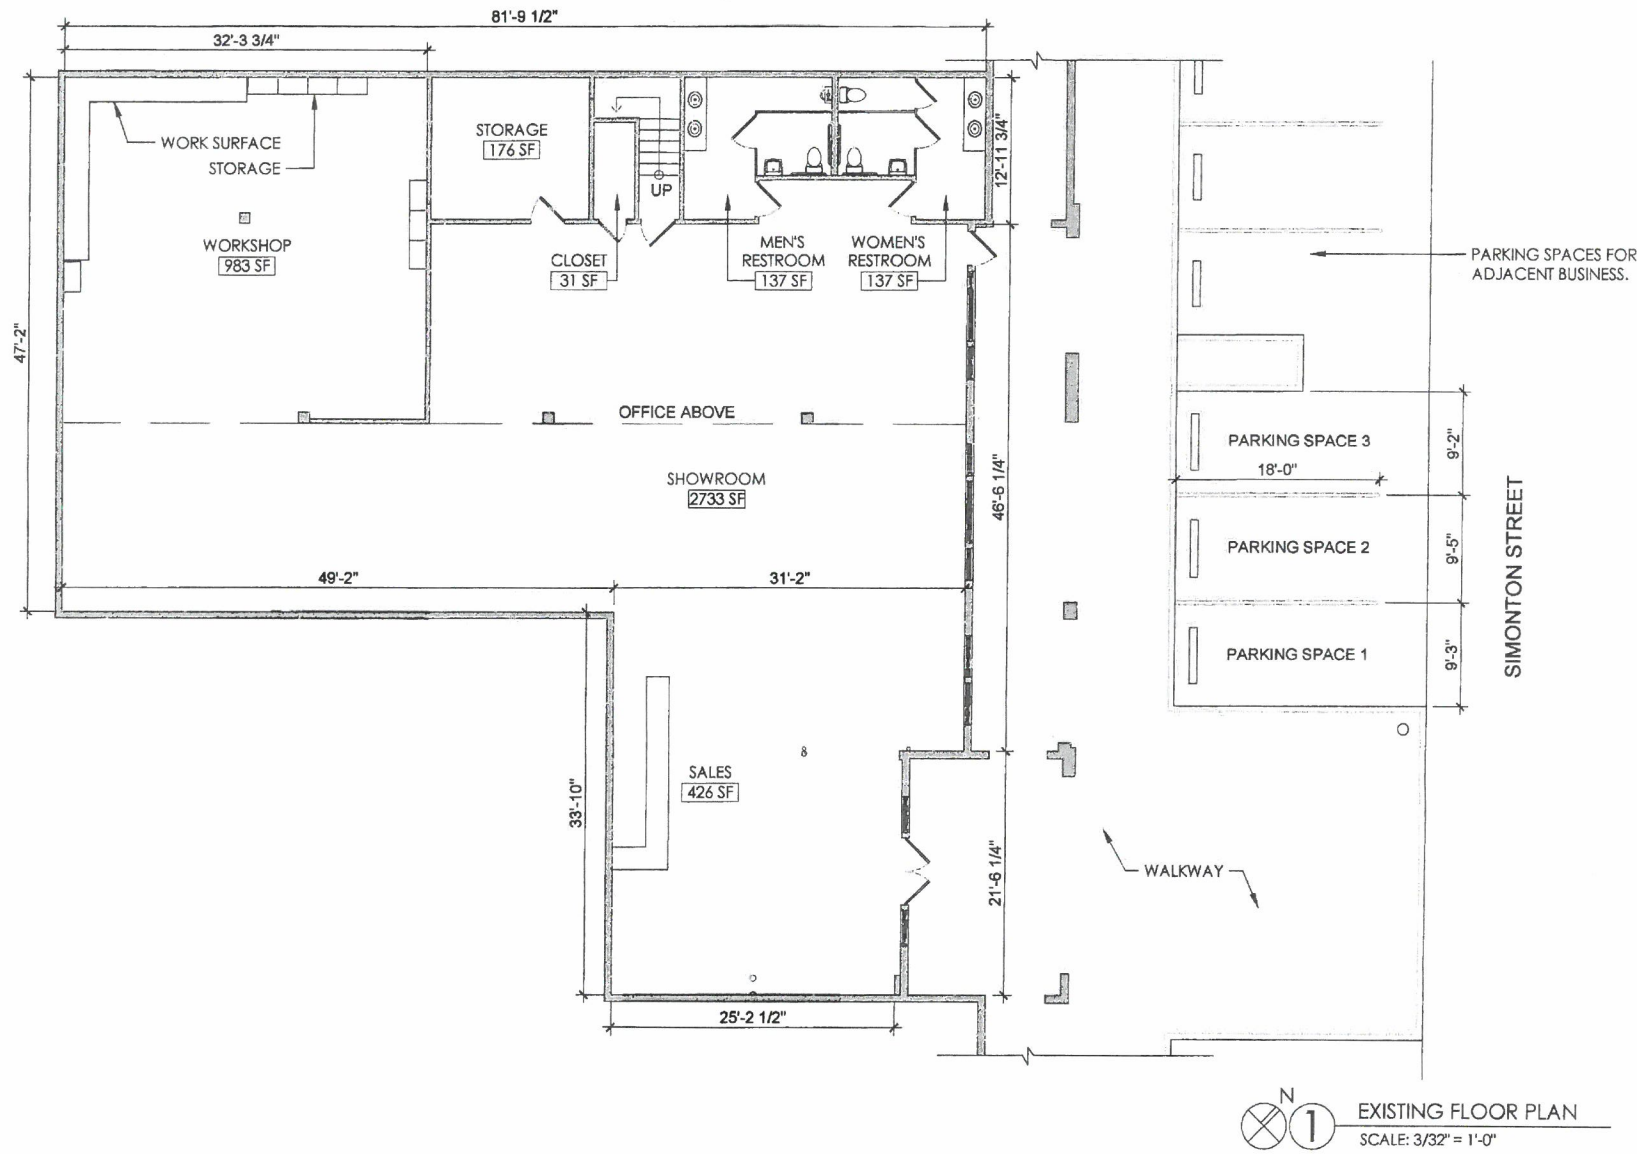 81'-9 1/2"
32'-3 3/4"
WORK SURFACE
STORAGE
STORAGE
176 SF
UP
12'-11 3/4"
WORKSHOP
983 SF
CLOSET
31 SF
MEN'S
RESTROOM
137 SF
WOMEN'S
RESTROOM
137 SF
PARKING SPACES FOR
ADJACENT BUSINESS.
47'-2"
OFFICE ABOVE
SHOWROOM
2733 SF
46'-6 1/4"
PARKING SPACE 3
18'-0"
9'-2"
PARKING SPACE 2
9'-5"
PARKING SPACE 1
9'-3"
SIMONTON STREET
49'-2"
31'-2"
SALES
426 SF
33'-10"
21'-6 1/4"
WALKWAY
25'-2 1/2"
N
1
EXISTING FLOOR PLAN
SCALE: 3/32" = 1'-0"